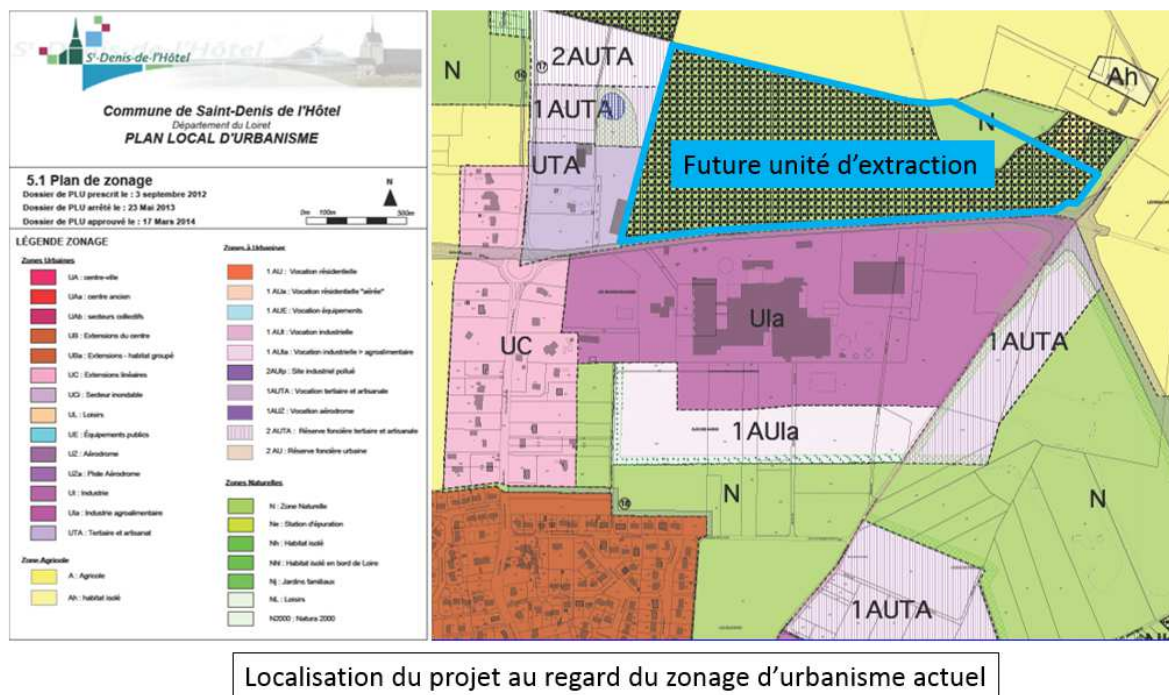 St-Denis-de-l'Hôtel
Commune de Saint-Denis de l'Hôtel
Département du Loiret
PLAN LOCAL D'URBANISME
5.1 Plan de zonage
Dossier de PLU prescrit le : 3 septembre 2012
Dossier de PLU arrêté le : 23 Mai 2013
Dossier de PLU approuvé le : 17 Mars 2014
N
0m 100m 500m
LÉGENDE ZONAGE
Zones Urbaines
UA : centre-ville
UAa : centre ancien
UAb : secteurs collectifs
UB : Extensions du centre
UBa : Extensions - habitat groupé
UC : Extensions linéaires
UCi : Secteur inondable
UL : Loisirs
UE : Équipements publics
UZ : Aérodrome
UZa : Piste Aérodrome
UI : Industrie
UIa : Industrie agroalimentaire
UTA : Tertiaire et artisanat
Zone Agricole
A : Agricole
Ah : habitat isolé
Zones à Urbaniser
1 AU : Vocation résidentielle
1 AUa : Vocation résidentielle "aérée"
1 AUE : Vocation équipements
1 AUI : Vocation industrielle
1 AUIa : Vocation industrielle > agroalimentaire
2AUIp : Site industriel pollué
1AUTA : Vocation tertiaire et artisanale
1AUZ : Vocation aérodrome
2 AUTA : Réserve foncière tertiaire et artisanale
2 AU : Réserve foncière urbaine
Zones Naturelles
N : Zone Naturelle
Ne : Station d'épuration
Nh : Habitat isolé
Nhl : Habitat isolé en bord de Loire
Nj : Jardins familiaux
NL : Loisirs
N2000 : Natura 2000
N
16
17
2AUTA
1AUTA
UTA
Ah
N
Future unité d'extraction
UIa
UC
1AUTA
1AUIa
18
N
N
1AUTA
Localisation du projet au regard du zonage d'urbanisme actuel